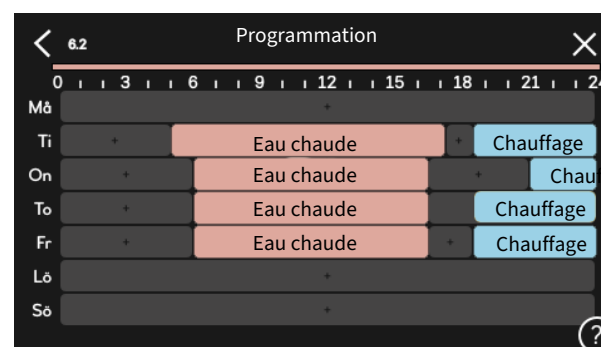 6.2 Programmation
0 3 6 9 12 15 18 21 24
Må
Ti Eau chaude Chauffage
On Eau chaude Chau
To Eau chaude Chauffage
Fr Eau chaude Chauffage
Lö
Sö
?